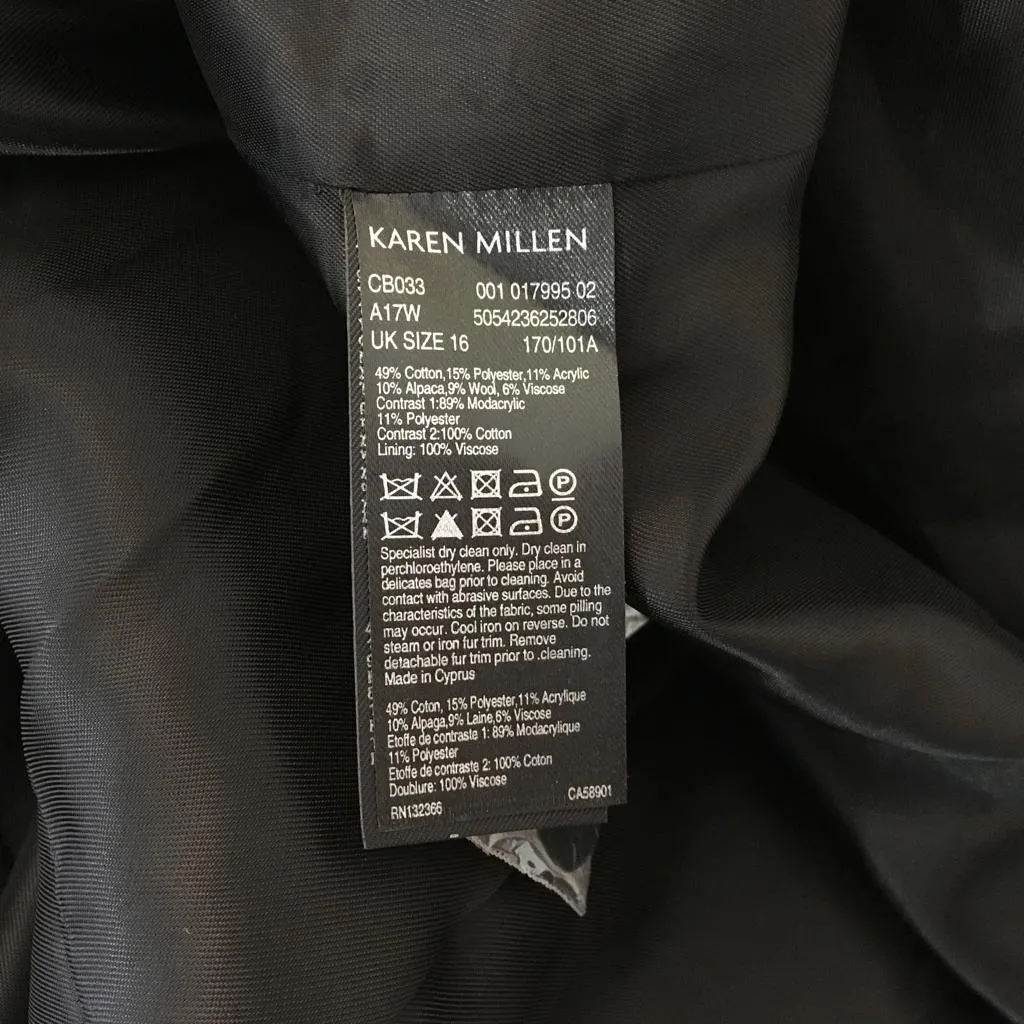 KAREN MILLEN
CB033 001 017995 02
A17W 5054236252806
UK SIZE 16 170/101A
49% Cotton,15% Polyester,11% Acrylic
10% Alpaca,9% Wool, 6% Viscose
Contrast 1:89% Modacrylic
11% Polyester
Contrast 2:100% Cotton
Lining: 100% Viscose
P
P
Specialist dry clean only. Dry clean in
perchloroethylene. Please place in a
delicates bag prior to cleaning. Avoid
contact with abrasive surfaces. Due to the
characteristics of the fabric, some pilling
may occur. Cool iron on reverse. Do not
steam or iron fur trim. Remove
detachable fur trim prior to .cleaning.
Made in Cyprus
49% Coton, 15% Polyester,11% Acrylique
10% Alpaga,9% Laine,6% Viscose
Etoffe de contraste 1: 89% Modacrylique
11% Polyester
Etoffe de contraste 2: 100% Coton
Doublure: 100% Viscose
RN132366 CA58901